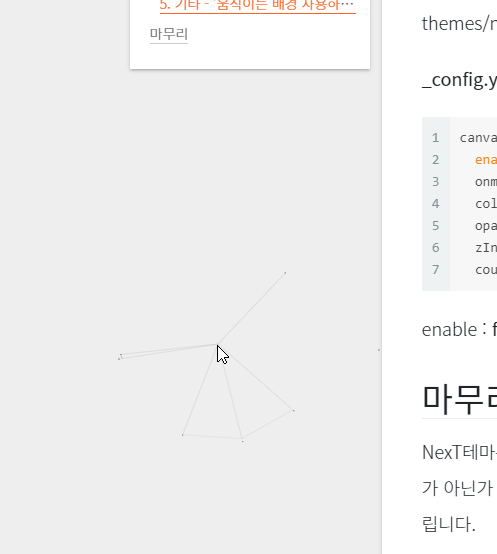 5. 기타 - '움직이는 배경 사용하⋯
마무리
themes/n
_config.y
1 canva
2 ena
3 onm
4 col
5 opa
6 zIn
7 cou
enable : f
마무리
NexT테마
가 아닌가
립니다.